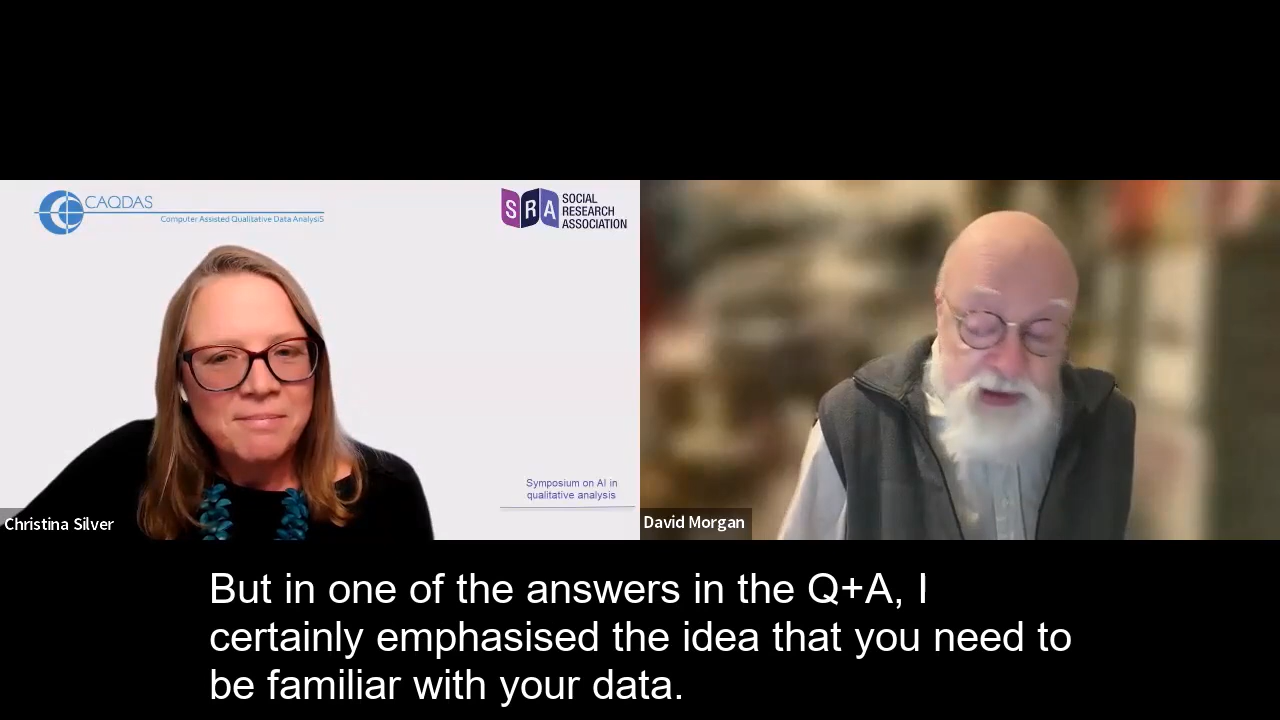 CAQDAS
Computer Assisted Qualitative Data AnalysiS
SRA SOCIAL
RESEARCH
ASSOCIATION
Symposium on AI in
qualitative analysis
Christina Silver
David Morgan
But in one of the answers in the Q+A, I
certainly emphasised the idea that you need to
be familiar with your data.